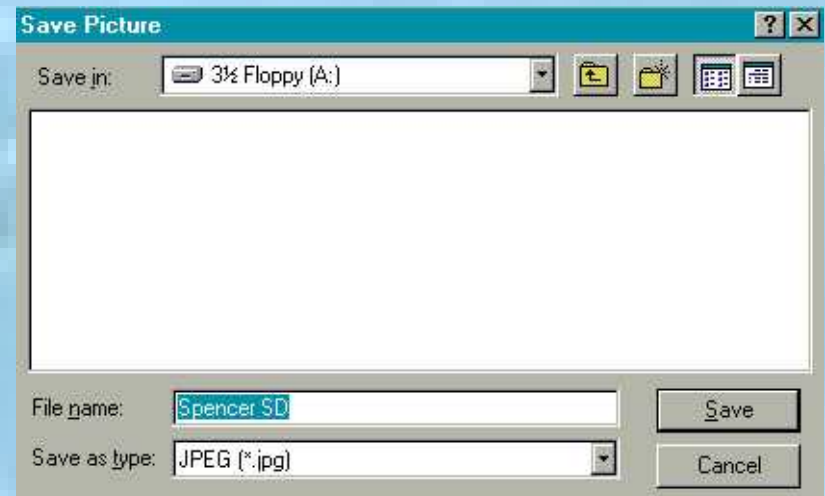 Save Picture ? ×
Save in: 3½ Floppy (A:)
File name: Spencer SD Save
Save as type: JPEG (*.jpg) Cancel